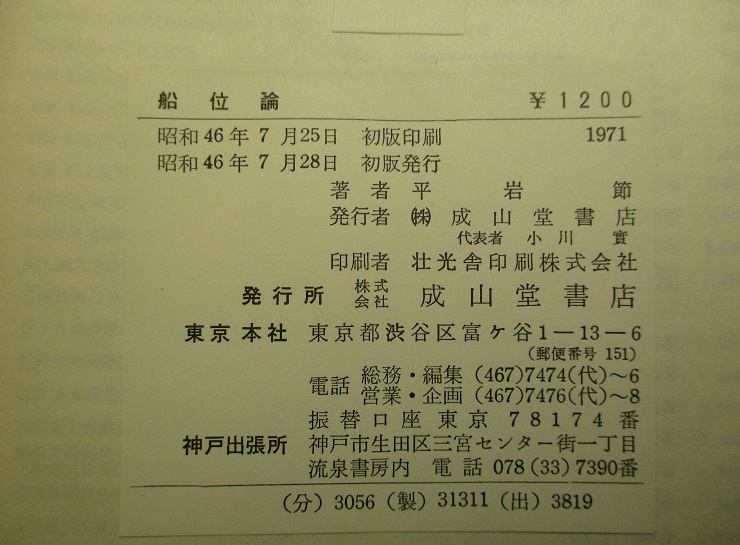 船位論 ¥1200
昭和46年7月25日 初版印刷 1971
昭和46年7月28日 初版発行
著者 平岩節
発行者 ㈱成山堂書店
代表者 小川實
印刷者 壮光舎印刷株式会社
発行所 株式会社 成山堂書店
東京本社 東京都渋谷区富ケ谷1―13―6
(郵便番号 151)
電話 総務・編集 (467)7474(代)～6
営業・企画 (467)7476(代)～8
振替口座 東京 78174番
神戸出張所 神戸市生田区三宮センター街一丁目
流泉書房内 電話 078(33)7390番
(分) 3056 (製) 31311 (出) 3819